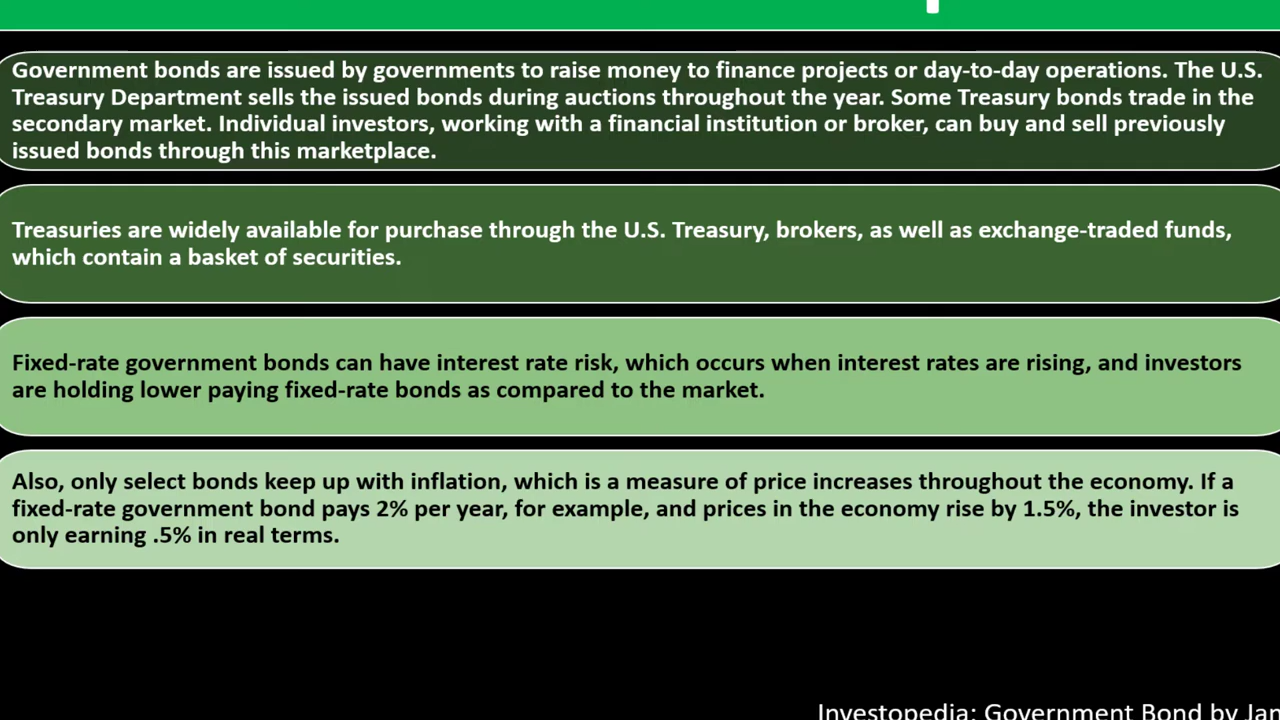 Government bonds are issued by governments to raise money to finance projects or day-to-day operations. The U.S.
Treasury Department sells the issued bonds during auctions throughout the year. Some Treasury bonds trade in the
secondary market. Individual investors, working with a financial institution or broker, can buy and sell previously
issued bonds through this marketplace.
Treasuries are widely available for purchase through the U.S. Treasury, brokers, as well as exchange-traded funds,
which contain a basket of securities.
Fixed-rate government bonds can have interest rate risk, which occurs when interest rates are rising, and investors
are holding lower paying fixed-rate bonds as compared to the market.
Also, only select bonds keep up with inflation, which is a measure of price increases throughout the economy. If a
fixed-rate government bond pays 2% per year, for example, and prices in the economy rise by 1.5%, the investor is
only earning .5% in real terms.
Investopedia: Government Bond by